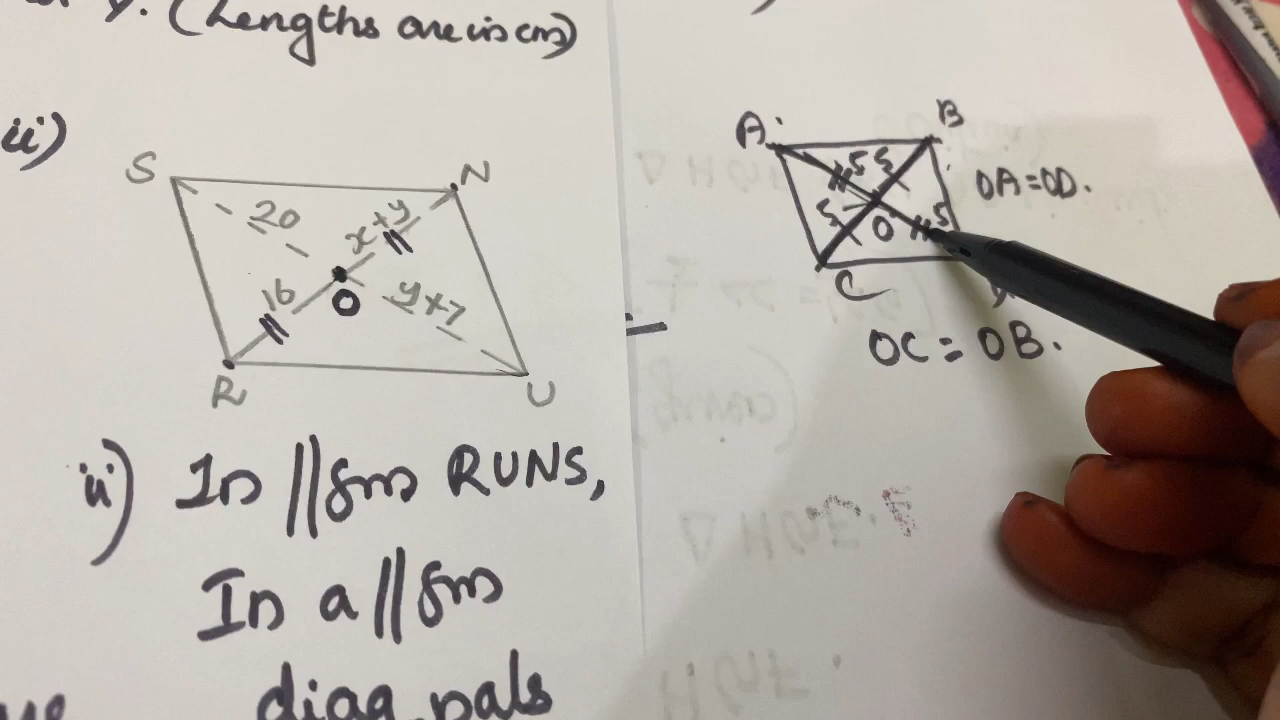 y. (Lengths are in cm)
ii)
S
N
20
x+y
16
O
y+7
R
U
ii) In ||gm RUNS,
In a ||gm
diagonals
A
B
5 5
OA=OD.
5
O
5
C
OC = OB.